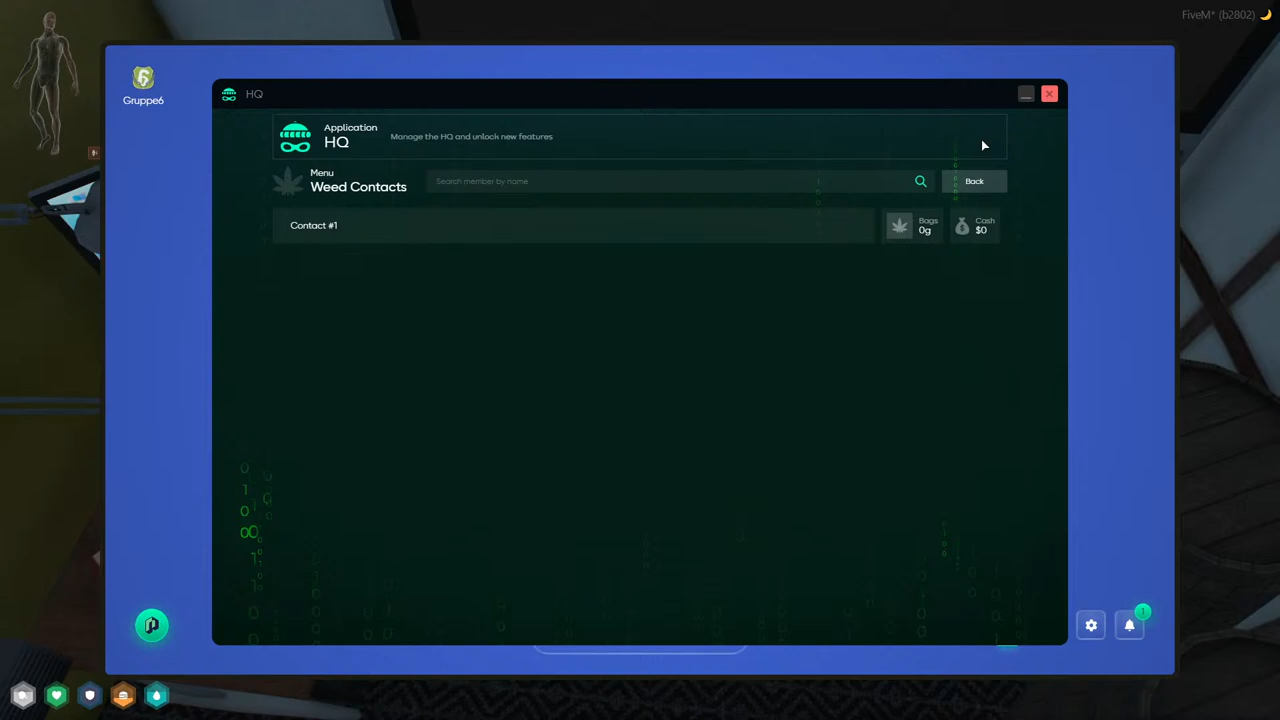 FiveM* (b2802)
Gruppe6
HQ
Application
HQ
Manage the HQ and unlock new features
Menu
Weed Contacts
Search member by name
Back
Contact #1
Bags
0g
Cash
$0
1